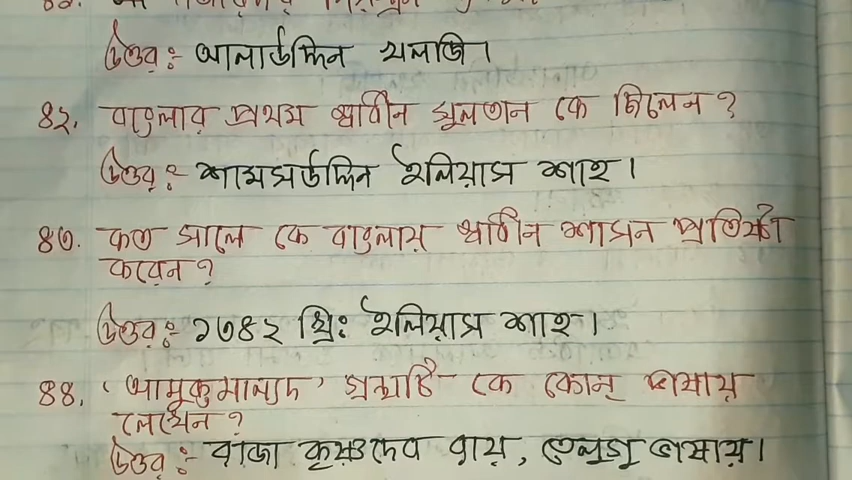 উত্তর:- আলাউদ্দিন খলজি।
৪২. বাংলার প্রথম স্বাধীন সুলতান কে ছিলেন?
উত্তর:- শামসউদ্দিন ইলিয়াস শাহ।
৪৩. কত সালে কে বাংলায় স্বাধীন শাসন প্রতিষ্ঠা
করেন?
উত্তর:- ১৩৪২ খ্রিঃ ইলিয়াস শাহ।
৪৪. 'আমুক্তমাল্যদ' গ্রন্থটি কে কোন্ ভাষায়
লেখেন?
উত্তর:- রাজা কৃষ্ণদেব রায়, তেলুগু ভাষায়।